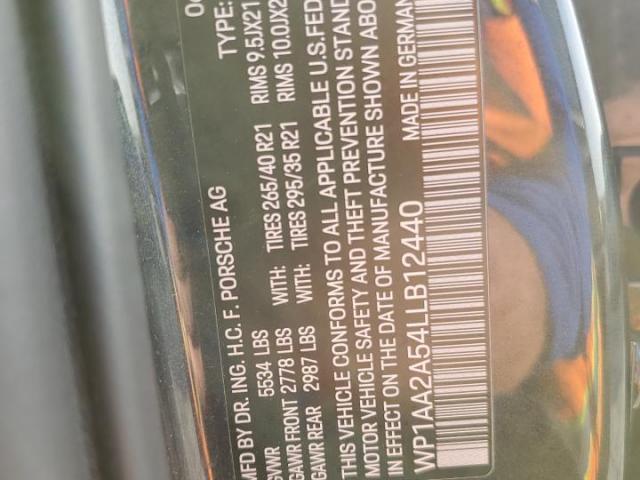 MFD BY DR. ING. H.C. F. PORSCHE AG
GVWR 5534 LBS
GAWR FRONT 2778 LBS WITH: TIRES 265/40 R21 RIMS 9.5JX21
GAWR REAR 2987 LBS WITH: TIRES 295/35 R21 RIMS 10.0JX2
THIS VEHICLE CONFORMS TO ALL APPLICABLE U.S. FED
MOTOR VEHICLE SAFETY AND THEFT PREVENTION STAND
IN EFFECT ON THE DATE OF MANUFACTURE SHOWN ABO
WP1AA2A54LLB12440 MADE IN GERMAN
TYPE: